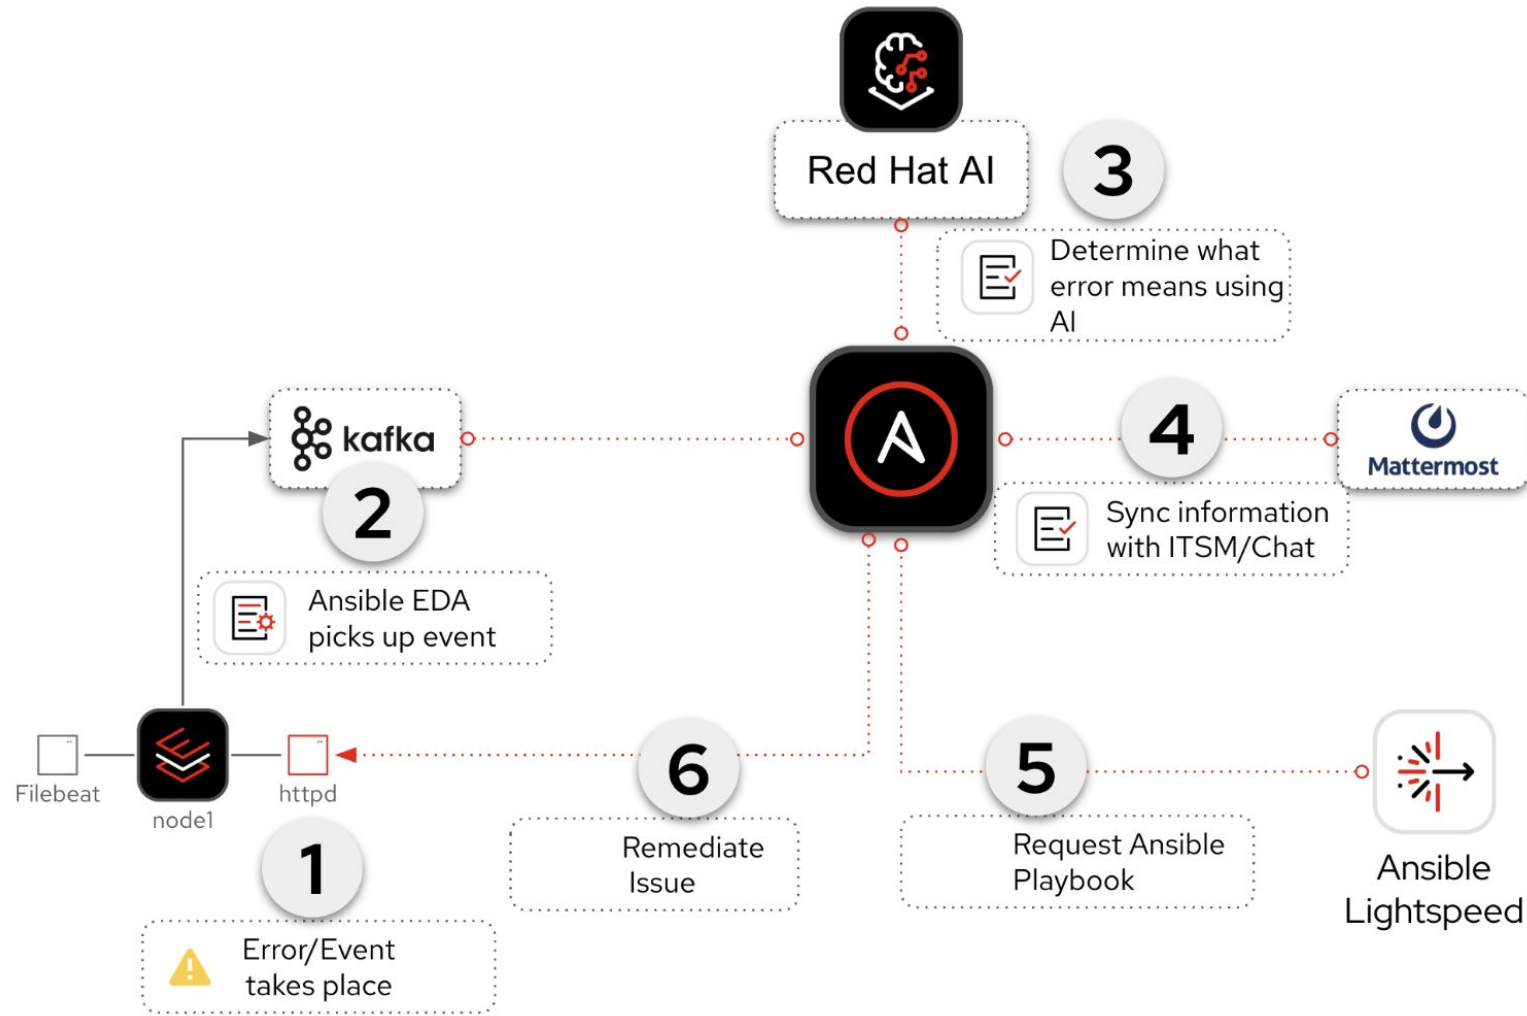 Red Hat AI
3
Determine what
error means using
AI
kafka
2
Ansible EDA
picks up event
4
Mattermost
Sync information
with ITSM/Chat
Filebeat
node1
httpd
1
Error/Event
takes place
6
Remediate
Issue
5
Request Ansible
Playbook
Ansible
Lightspeed